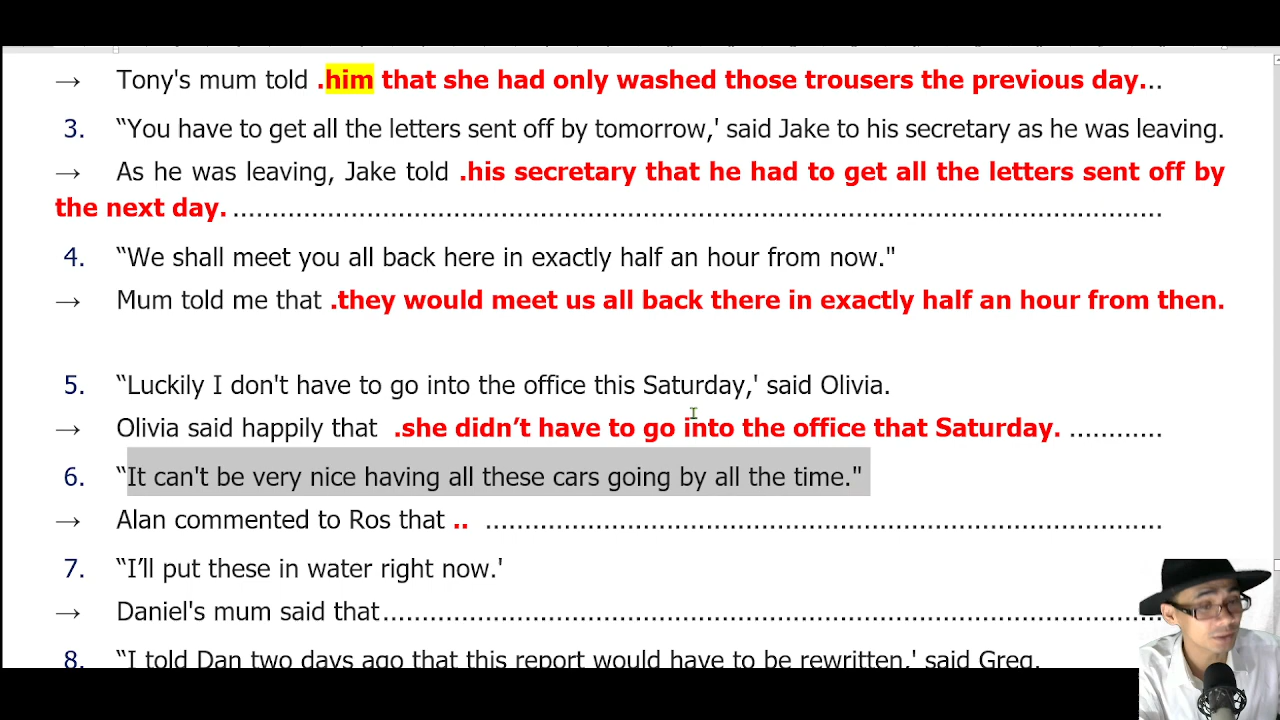 → Tony's mum told .him that she had only washed those trousers the previous day...
3. “You have to get all the letters sent off by tomorrow,' said Jake to his secretary as he was leaving.
→ As he was leaving, Jake told .his secretary that he had to get all the letters sent off by
the next day. ......................................................................................................................
4. “We shall meet you all back here in exactly half an hour from now."
→ Mum told me that .they would meet us all back there in exactly half an hour from then.
5. “Luckily I don't have to go into the office this Saturday,' said Olivia.
→ Olivia said happily that .she didn’t have to go into the office that Saturday. ............
6. “It can't be very nice having all these cars going by all the time."
→ Alan commented to Ros that .. ......................................................................................
7. “I’ll put these in water right now.'
→ Daniel's mum said that...................................................................................................
8. “I told Dan two days ago that this report would have to be rewritten,' said Greg.